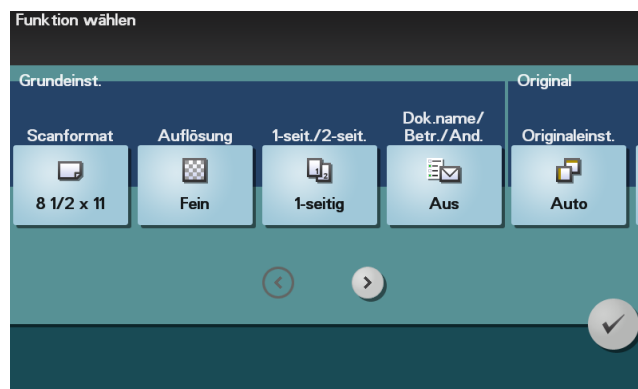 Funktion wählen
Grundeinst.
Original
Scanformat
Auflösung
1-seit./2-seit.
Dok.name/
Betr./And.
Originaleinst.
8 1/2 x 11
Fein
1-seitig
Aus
Auto